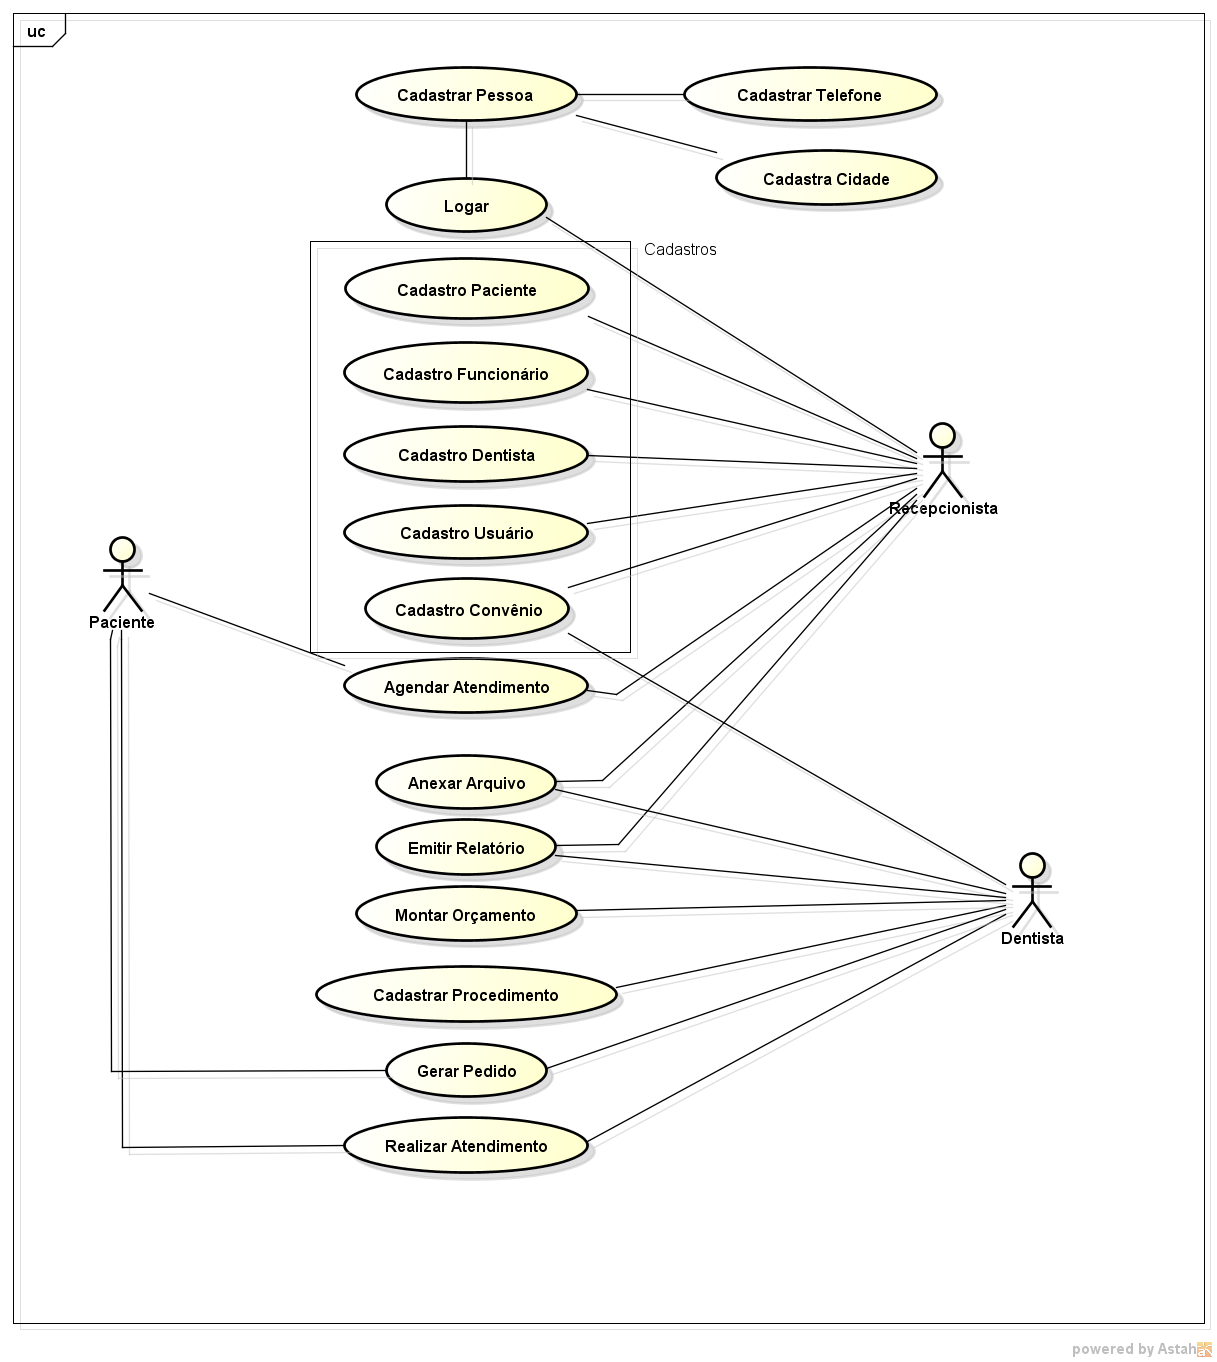 uc
Cadastrar Pessoa
Cadastrar Telefone
Cadastra Cidade
Logar
Cadastros
Cadastro Paciente
Cadastro Funcionário
Cadastro Dentista
Recepcionista
Cadastro Usuário
Cadastro Convênio
Paciente
Agendar Atendimento
Anexar Arquivo
Emitir Relatório
Montar Orçamento
Dentista
Cadastrar Procedimento
Gerar Pedido
Realizar Atendimento
powered by Astah